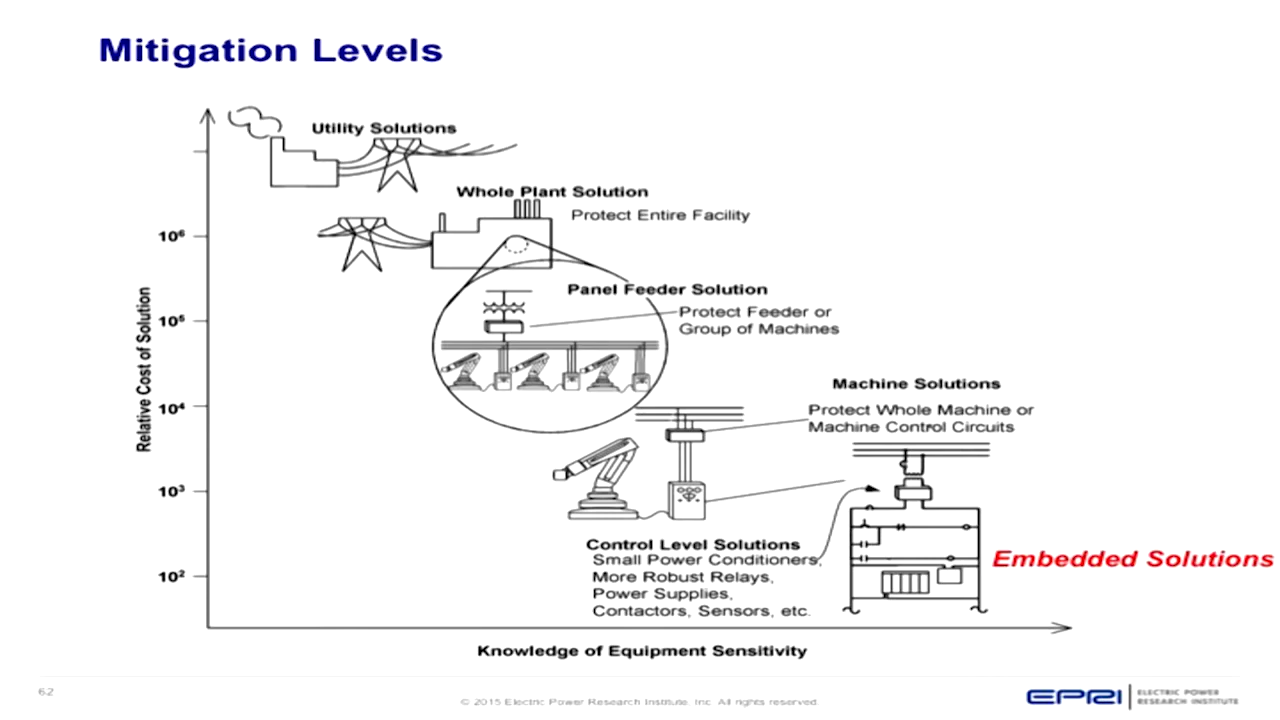 Mitigation Levels
Utility Solutions
Whole Plant Solution
Protect Entire Facility
10⁶
Panel Feeder Solution
Protect Feeder or
Group of Machines
10⁵
Relative Cost of Solution
Machine Solutions
Protect Whole Machine or
Machine Control Circuits
10⁴
10³
Control Level Solutions
Small Power Conditioners,
More Robust Relays,
Power Supplies,
Contactors, Sensors, etc.
Embedded Solutions
10²
Knowledge of Equipment Sensitivity
62
© 2015 Electric Power Research Institute, Inc. All rights reserved.
EPRI
ELECTRIC POWER
RESEARCH INSTITUTE